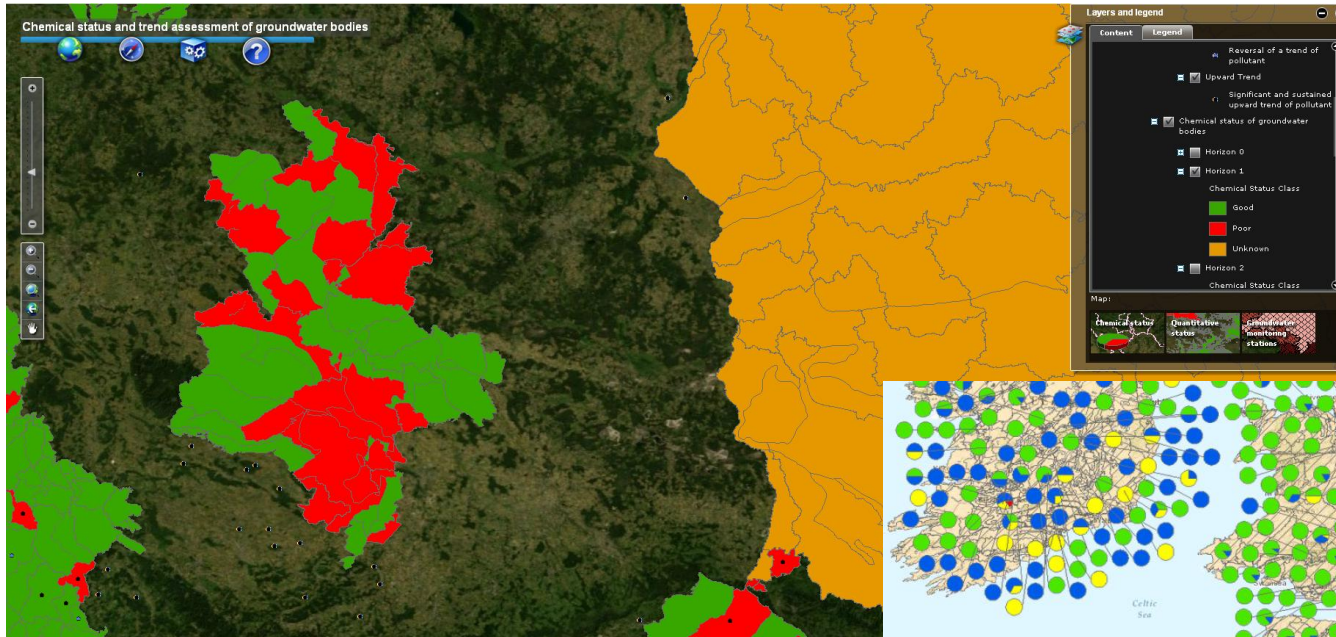 Chemical status and trend assessment of groundwater bodies
Layers and legend
Content
Legend
Reversal of a trend of
pollutant
Upward Trend
Significant and sustained
upward trend of pollutant
Chemical status of groundwater
bodies
Horizon 0
Horizon 1
Chemical Status Class
Good
Poor
Unknown
Horizon 2
Chemical Status Class
Map:
Chemical status
Quantitative
status
Groundwater
monitoring
stations
Celtic
Sea